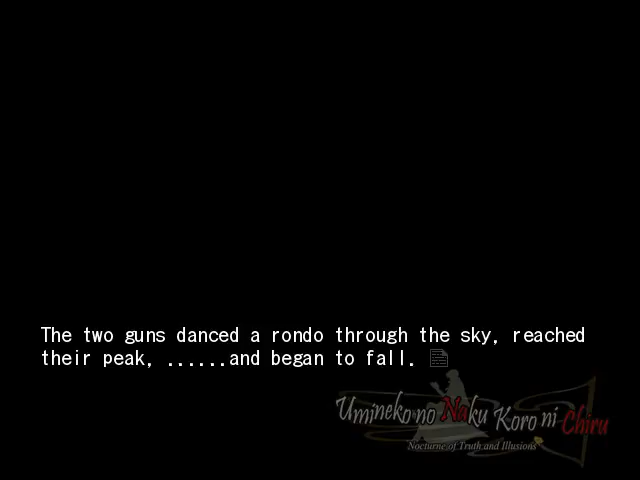 The two guns danced a rondo through the sky, reached
their peak, ......and began to fall.
Umineko no Naku Koro ni Chiru
Nocturne of Truth and Illusions